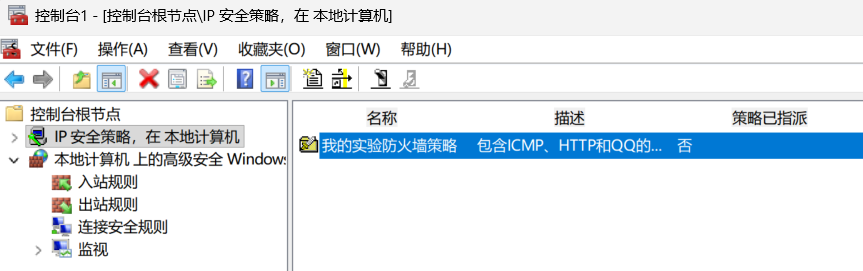 控制台1 - [控制台根节点\IP 安全策略，在 本地计算机]
文件(F) 操作(A) 查看(V) 收藏夹(O) 窗口(W) 帮助(H)
控制台根节点
IP 安全策略，在 本地计算机
本地计算机 上的高级安全 Windows
入站规则
出站规则
连接安全规则
监视
名称 描述 策略已指派
我的实验防火墙策略 包含ICMP、HTTP和QQ的... 否